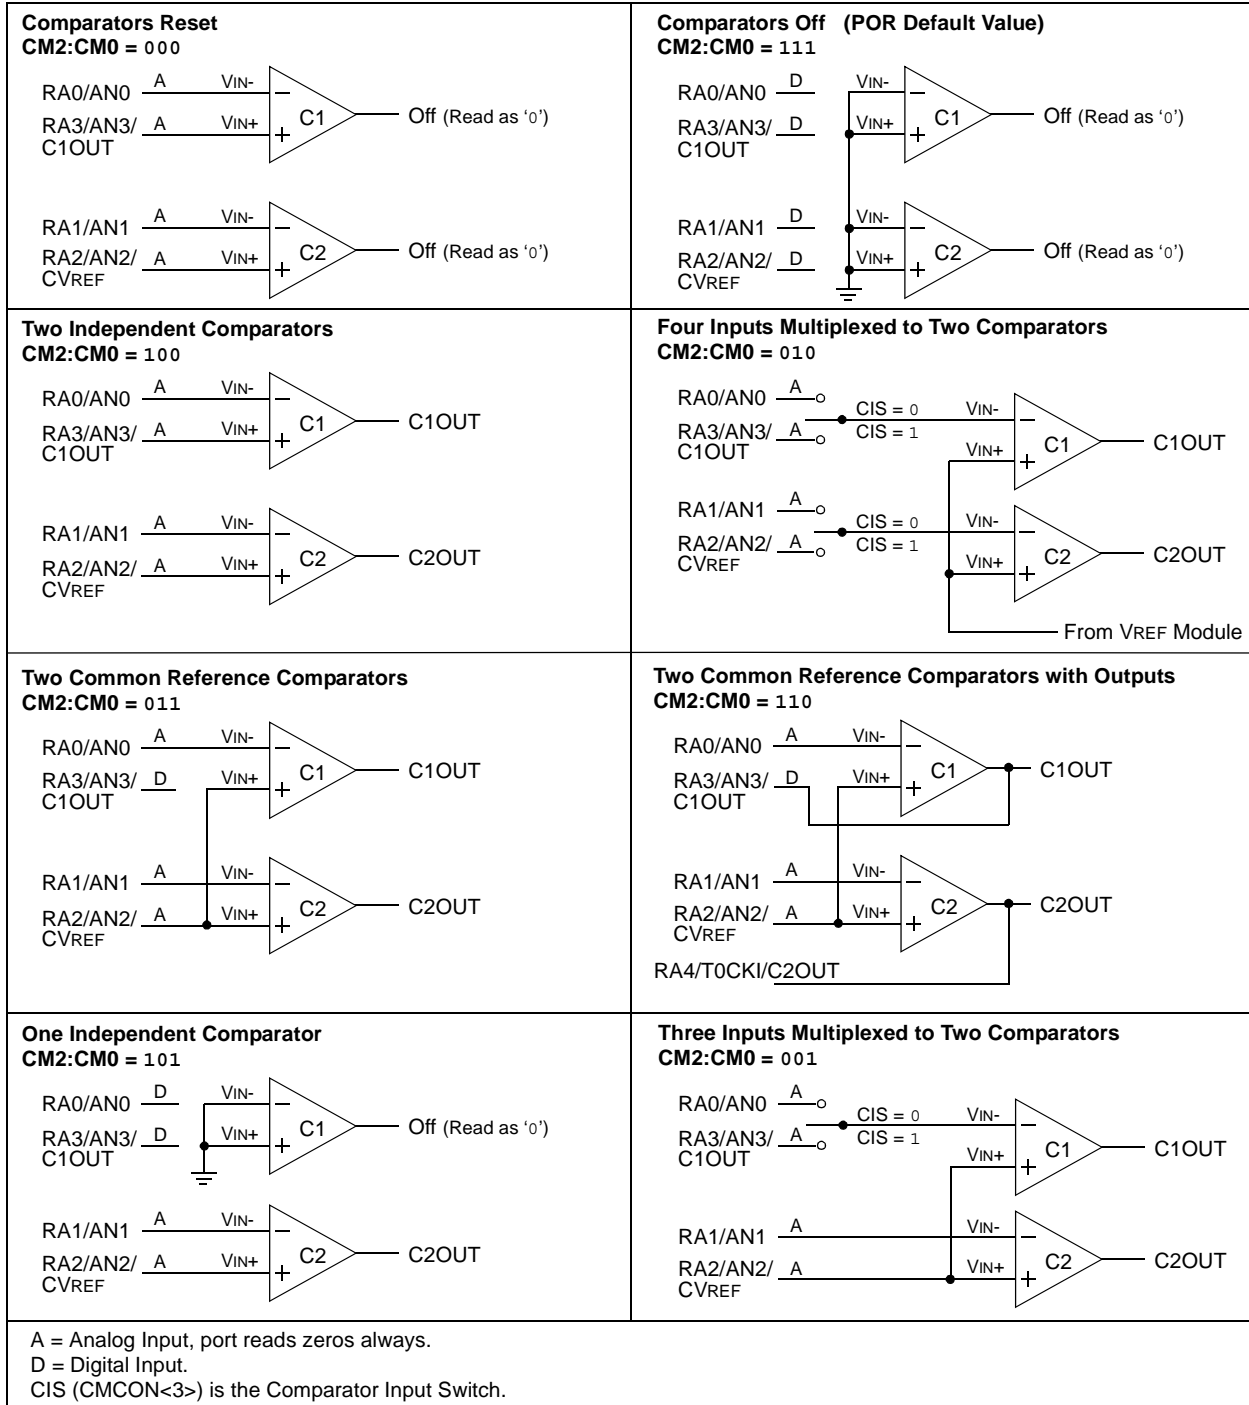 Comparators Reset
CM2:CM0 = 000
RA0/AN0 A VIN-
RA3/AN3/ A VIN+
C1OUT
C1
Off (Read as ‘0’)
RA1/AN1 A VIN-
RA2/AN2/ A VIN+
CVREF
C2
Off (Read as ‘0’)
Comparators Off (POR Default Value)
CM2:CM0 = 111
RA0/AN0 D VIN-
RA3/AN3/ D VIN+
C1OUT
C1
Off (Read as ‘0’)
RA1/AN1 D VIN-
RA2/AN2/ D VIN+
CVREF
C2
Off (Read as ‘0’)
Two Independent Comparators
CM2:CM0 = 100
RA0/AN0 A VIN-
RA3/AN3/ A VIN+
C1OUT
C1
C1OUT
RA1/AN1 A VIN-
RA2/AN2/ A VIN+
CVREF
C2
C2OUT
Four Inputs Multiplexed to Two Comparators
CM2:CM0 = 010
RA0/AN0 A
CIS = 0 VIN-
RA3/AN3/ A CIS = 1
C1OUT
VIN+
C1
C1OUT
RA1/AN1 A
CIS = 0 VIN-
RA2/AN2/ A CIS = 1
CVREF
VIN+
C2
C2OUT
From VREF Module
Two Common Reference Comparators
CM2:CM0 = 011
RA0/AN0 A VIN-
RA3/AN3/ D VIN+
C1OUT
C1
C1OUT
RA1/AN1 A VIN-
RA2/AN2/ A VIN+
CVREF
C2
C2OUT
Two Common Reference Comparators with Outputs
CM2:CM0 = 110
RA0/AN0 A VIN-
RA3/AN3/ D VIN+
C1OUT
C1
C1OUT
RA1/AN1 A VIN-
RA2/AN2/ A VIN+
CVREF
C2
C2OUT
RA4/T0CKI/C2OUT
One Independent Comparator
CM2:CM0 = 101
RA0/AN0 D VIN-
RA3/AN3/ D VIN+
C1OUT
C1
Off (Read as ‘0’)
RA1/AN1 A VIN-
RA2/AN2/ A VIN+
CVREF
C2
C2OUT
Three Inputs Multiplexed to Two Comparators
CM2:CM0 = 001
RA0/AN0 A
CIS = 0 VIN-
RA3/AN3/ A CIS = 1
C1OUT
VIN+
C1
C1OUT
RA1/AN1 A VIN-
RA2/AN2/ A VIN+
CVREF
C2
C2OUT
A = Analog Input, port reads zeros always.
D = Digital Input.
CIS (CMCON<3>) is the Comparator Input Switch.